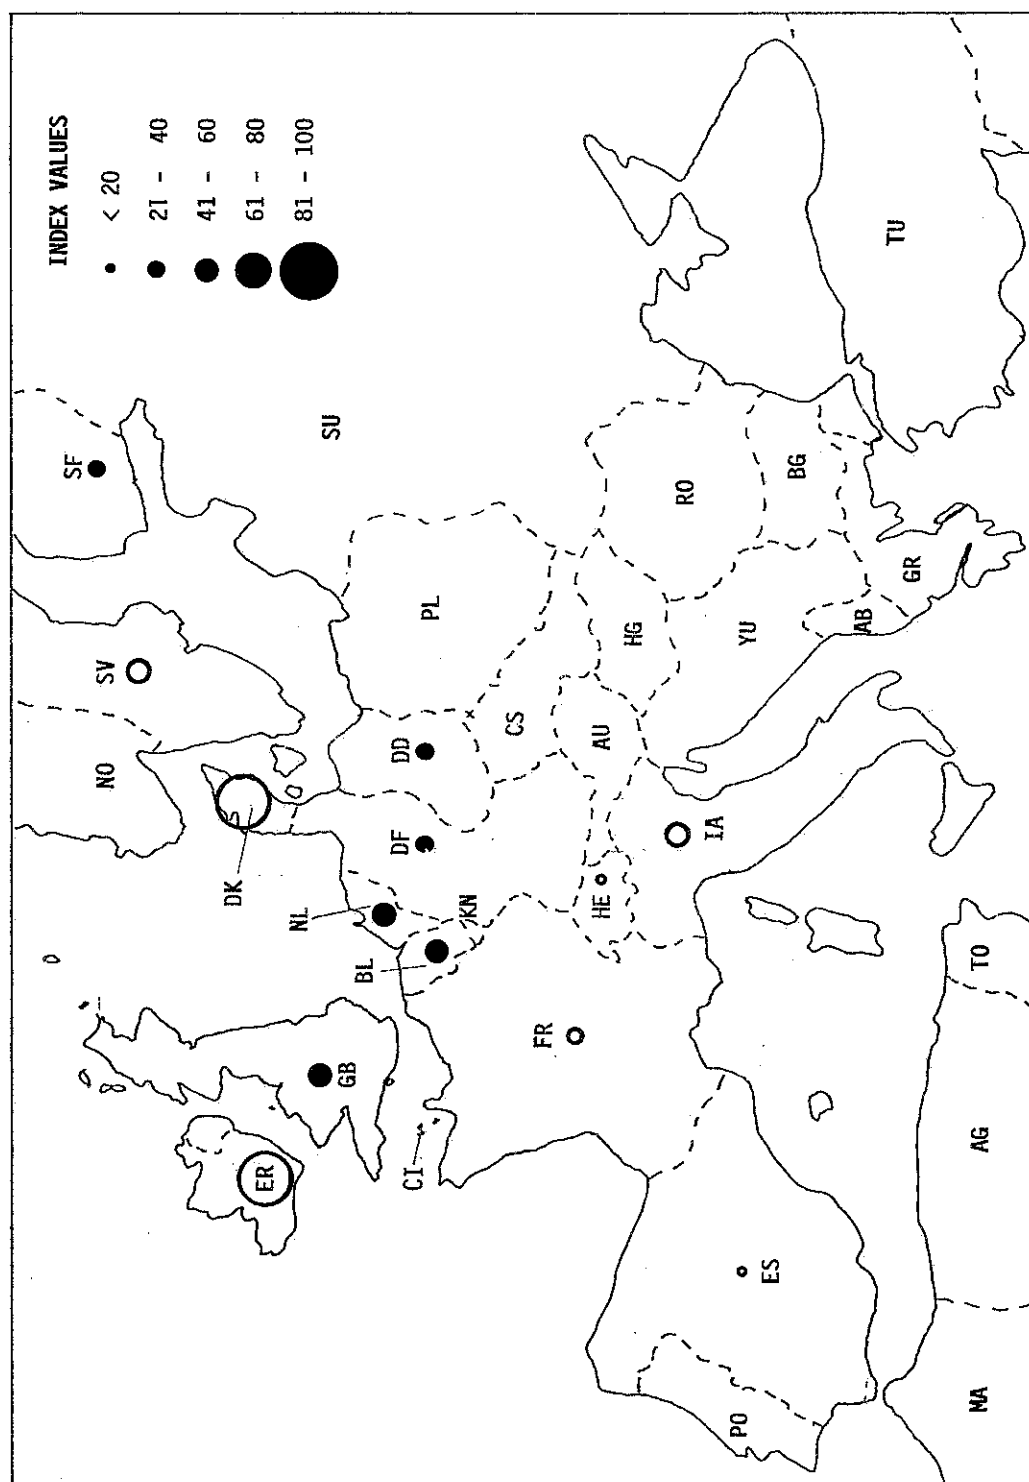 INDEX VALUES
< 20
21 - 40
41 - 60
61 - 80
81 - 100
SF
SU
SV
NO
DK
NL
BL
KN
DF
DD
PL
CS
HG
AU
RO
BG
YU
AB
GR
TU
GB
ER
CI
FR
HE
IA
ES
PO
MA
AG
TO